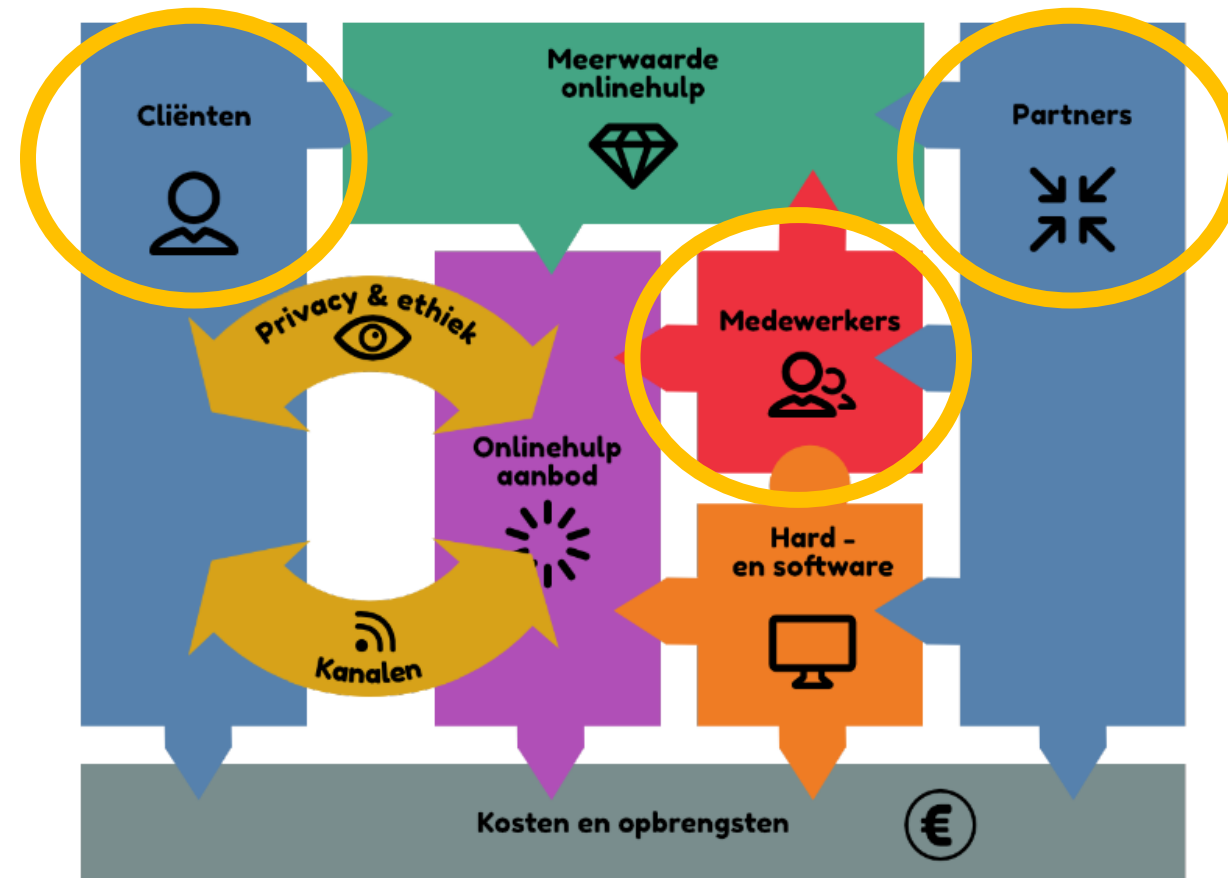 Cliënten
Meerwaarde
onlinehulp
Partners
Privacy & ethiek
Medewerkers
Onlinehulp
aanbod
Hard -
en software
Kanalen
Kosten en opbrengsten
€